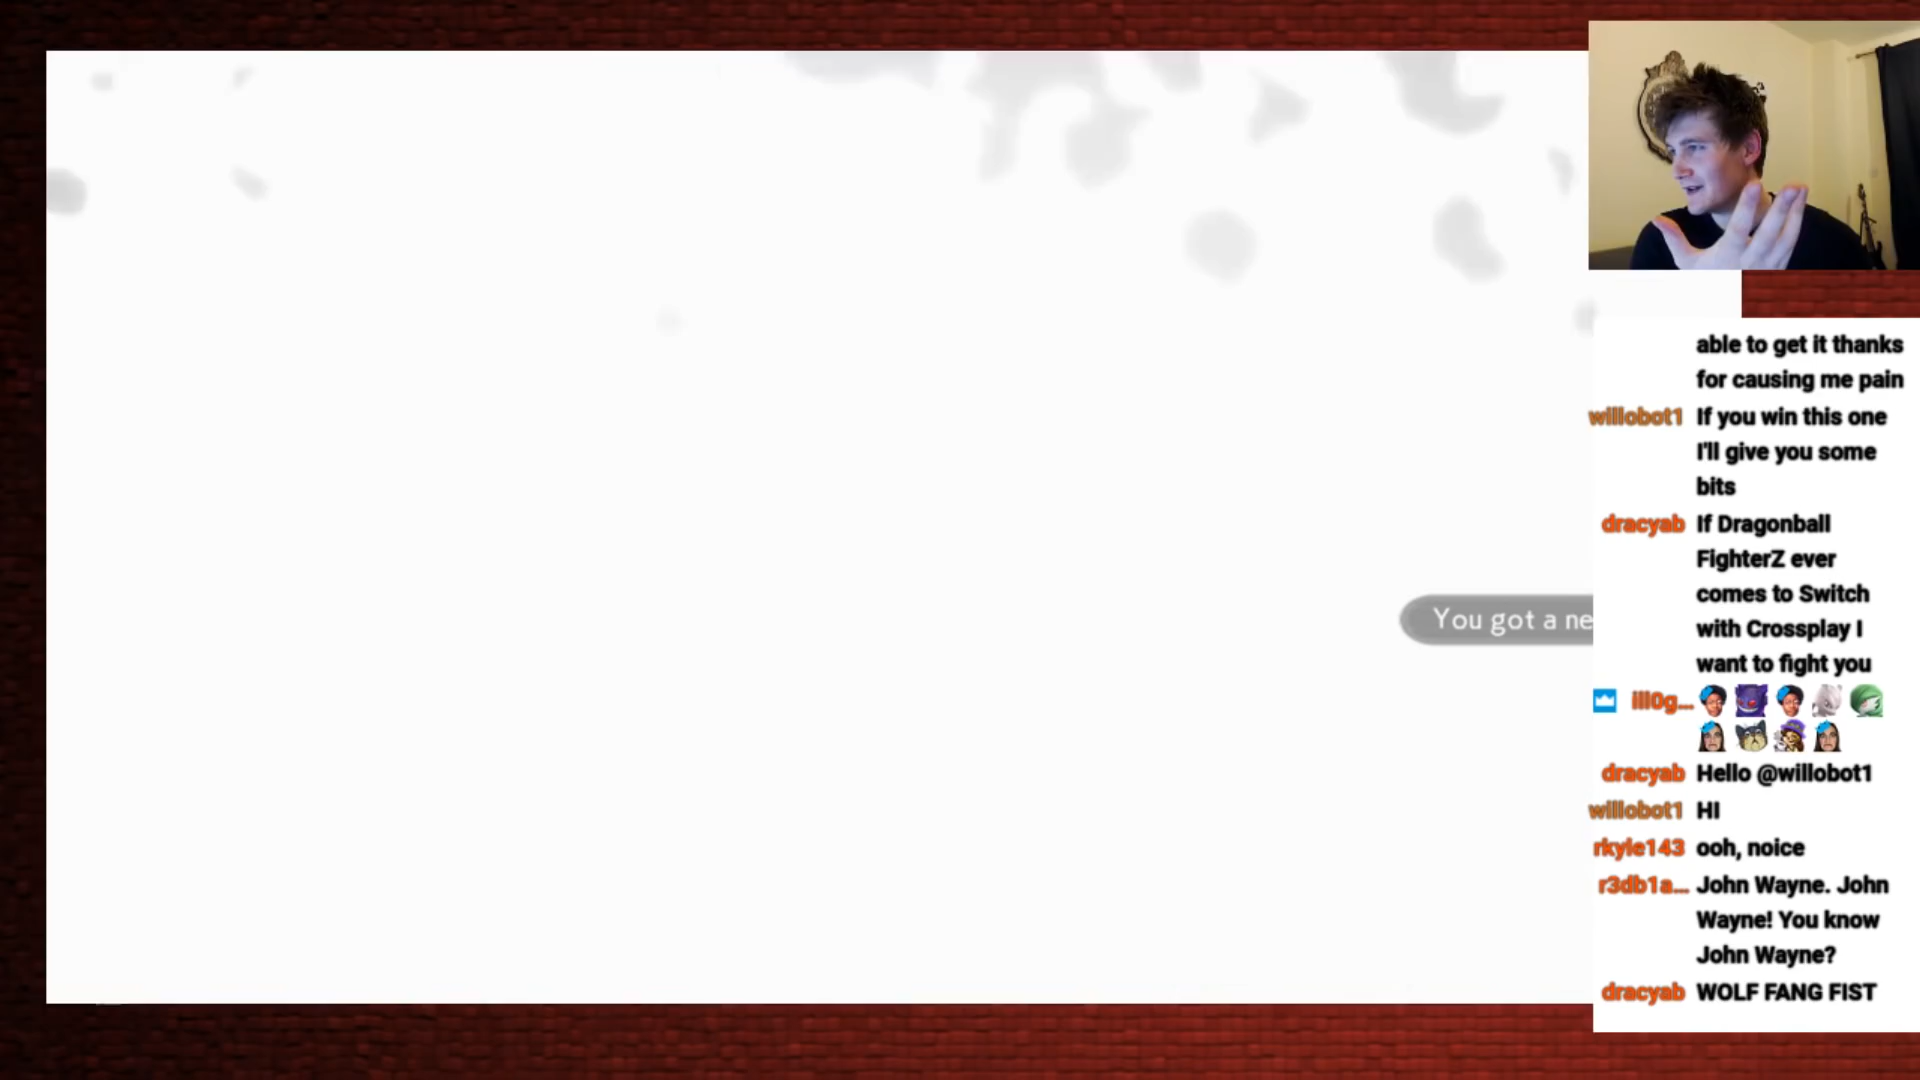 able to get it thanks
for causing me pain
willobot1 If you win this one
I'll give you some
bits
dracyab If Dragonball
FighterZ ever
comes to Switch
with Crossplay I
want to fight you
You got a ne
ill0g...
dracyab Hello @willobot1
willobot1 HI
rkyle143 ooh, noice
r3db1a... John Wayne. John
Wayne! You know
John Wayne?
dracyab WOLF FANG FIST